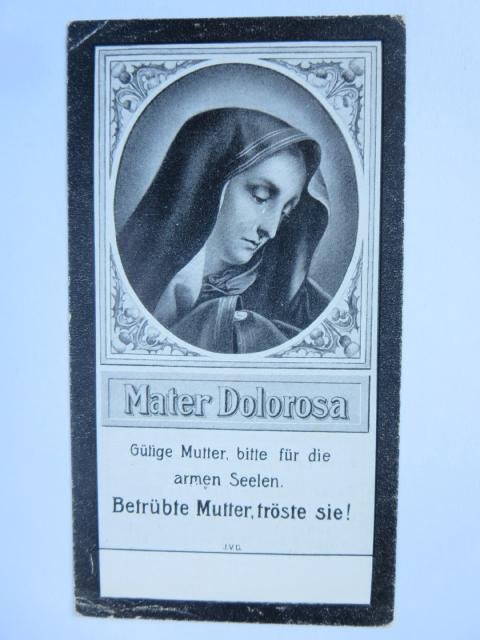 Mater Dolorosa
Gütige Mutter, bitte für die
armen Seelen.
Betrübte Mutter, tröste sie!
J.V.G.